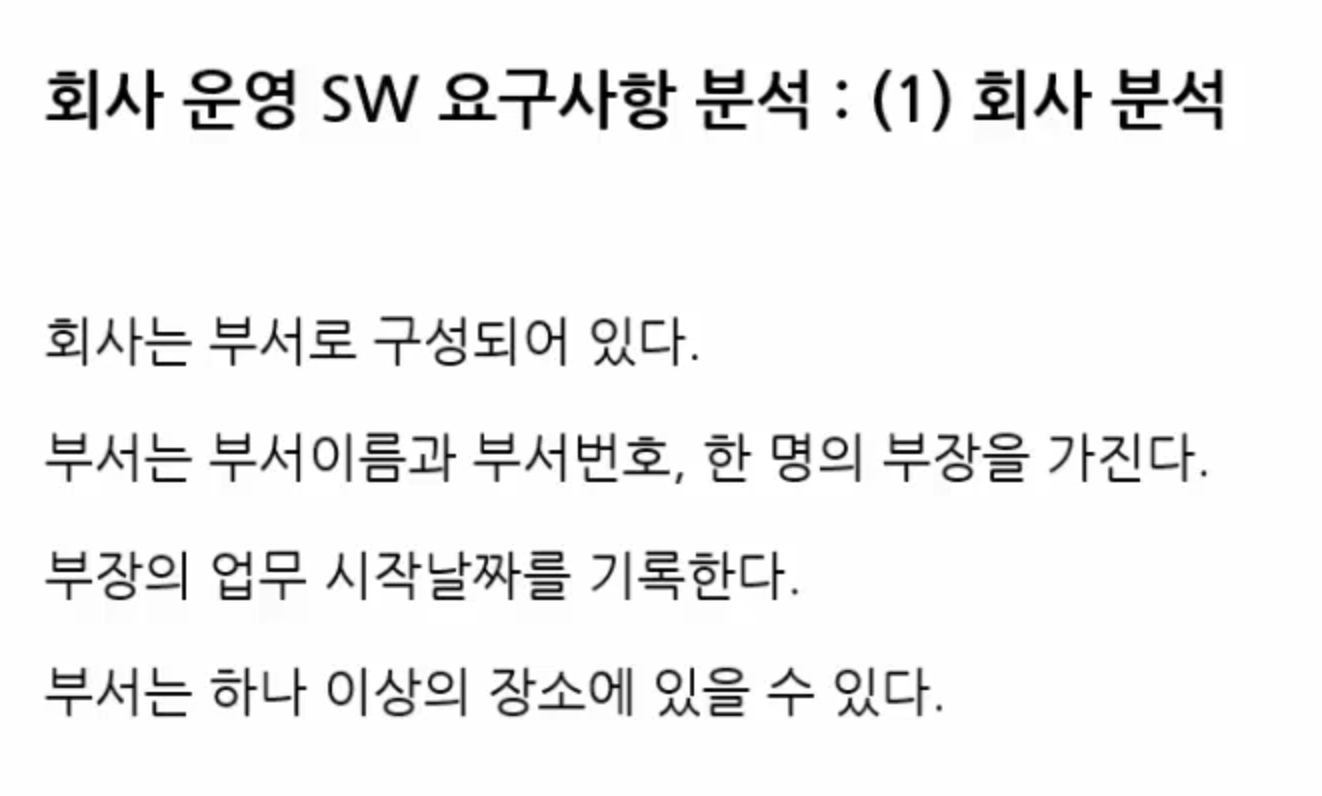 회사 운영 SW 요구사항 분석 : (1) 회사 분석
회사는 부서로 구성되어 있다.
부서는 부서이름과 부서번호, 한 명의 부장을 가진다.
부장의 업무 시작날짜를 기록한다.
부서는 하나 이상의 장소에 있을 수 있다.